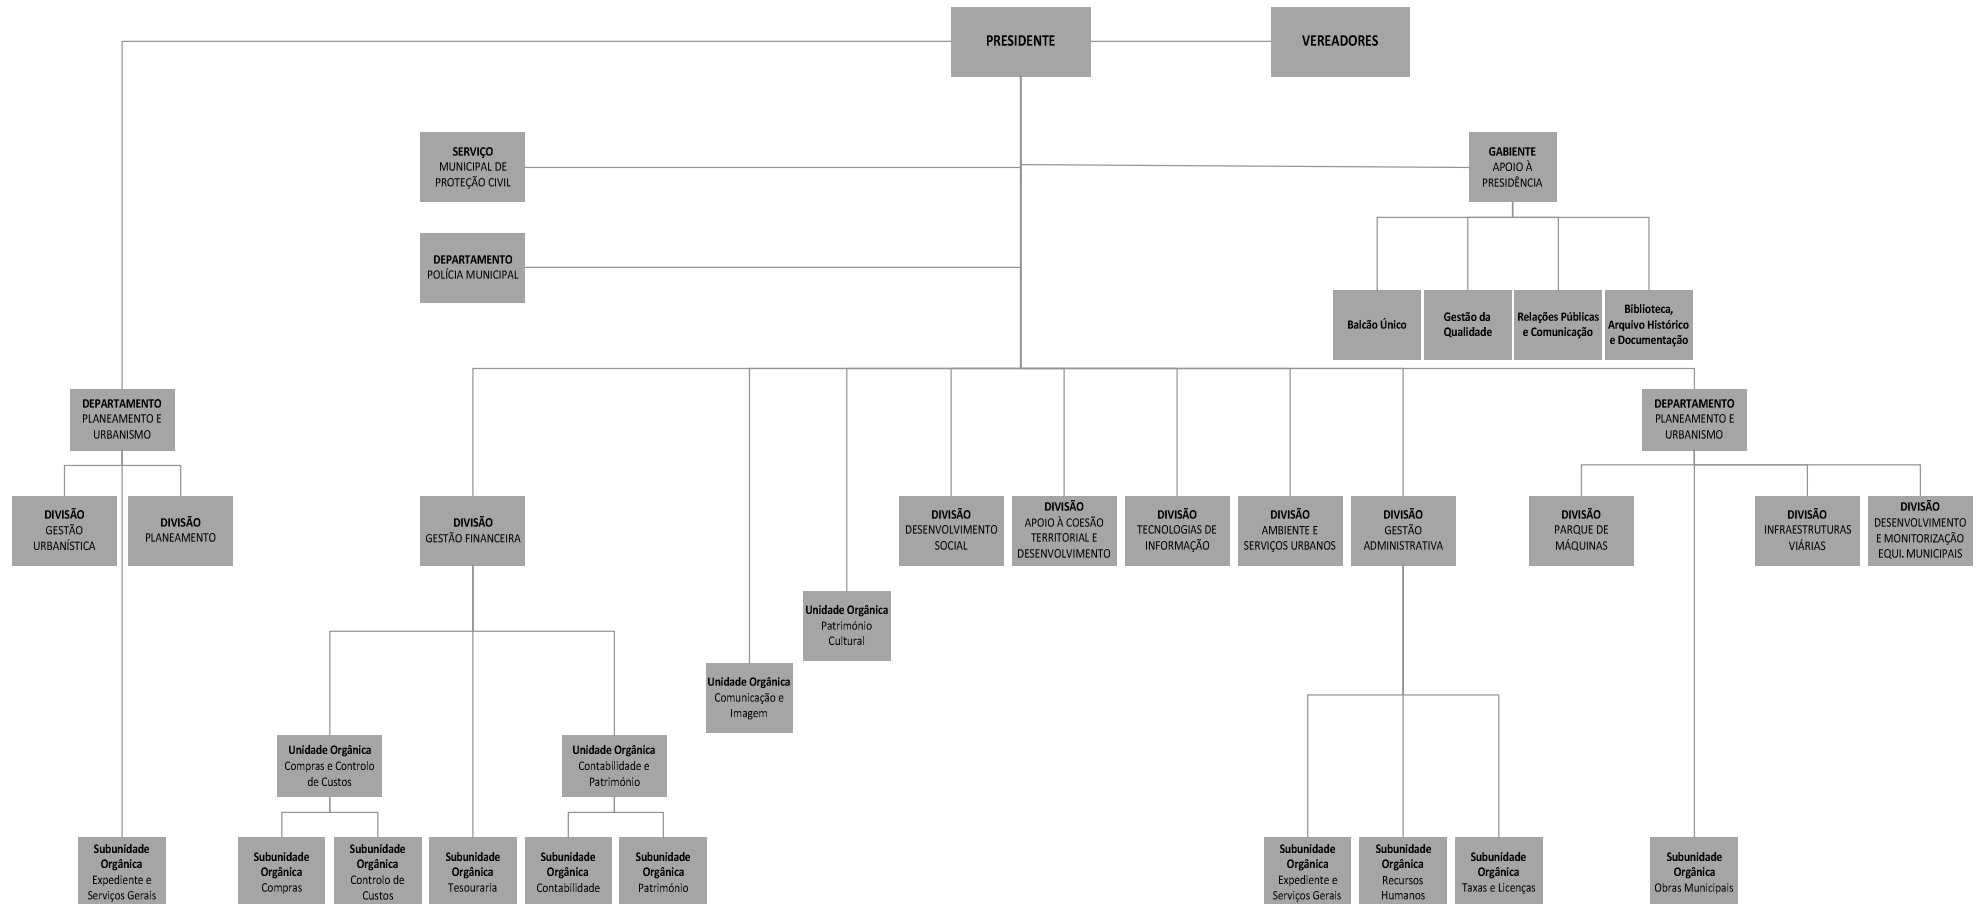 PRESIDENTE
VEREADORES
SERVIÇO
MUNICIPAL DE
PROTEÇÃO CIVIL
GABIENTE
APOIO À
PRESIDÊNCIA
DEPARTAMENTO
POLÍCIA MUNICIPAL
Balcão Único
Gestão da
Qualidade
Relações Públicas
e Comunicação
Biblioteca,
Arquivo Histórico
e Documentação
DEPARTAMENTO
PLANEAMENTO E
URBANISMO
DEPARTAMENTO
PLANEAMENTO E
URBANISMO
DIVISÃO
GESTÃO
URBANÍSTICA
DIVISÃO
PLANEAMENTO
DIVISÃO
GESTÃO FINANCEIRA
DIVISÃO
DESENVOLVIMENTO
SOCIAL
DIVISÃO
APOIO À COESÃO
TERRITORIAL E
DESENVOLVIMENTO
DIVISÃO
TECNOLOGIAS DE
INFORMAÇÃO
DIVISÃO
AMBIENTE E
SERVIÇOS URBANOS
DIVISÃO
GESTÃO
ADMINISTRATIVA
DIVISÃO
PARQUE DE
MÁQUINAS
DIVISÃO
INFRAESTRUTURAS
VIÁRIAS
DIVISÃO
DESENVOLVIMENTO
E MONITORIZAÇÃO
EQUI. MUNICIPAIS
Unidade Orgânica
Património
Cultural
Unidade Orgânica
Comunicação e
Imagem
Unidade Orgânica
Compras e Controlo
de Custos
Unidade Orgânica
Contabilidade e
Património
Subunidade
Orgânica
Expediente e
Serviços Gerais
Subunidade
Orgânica
Compras
Subunidade
Orgânica
Controlo de
Custos
Subunidade
Orgânica
Tesouraria
Subunidade
Orgânica
Contabilidade
Subunidade
Orgânica
Património
Subunidade
Orgânica
Expediente e
Serviços Gerais
Subunidade
Orgânica
Recursos
Humanos
Subunidade
Orgânica
Taxas e Licenças
Subunidade
Orgânica
Obras Municipais